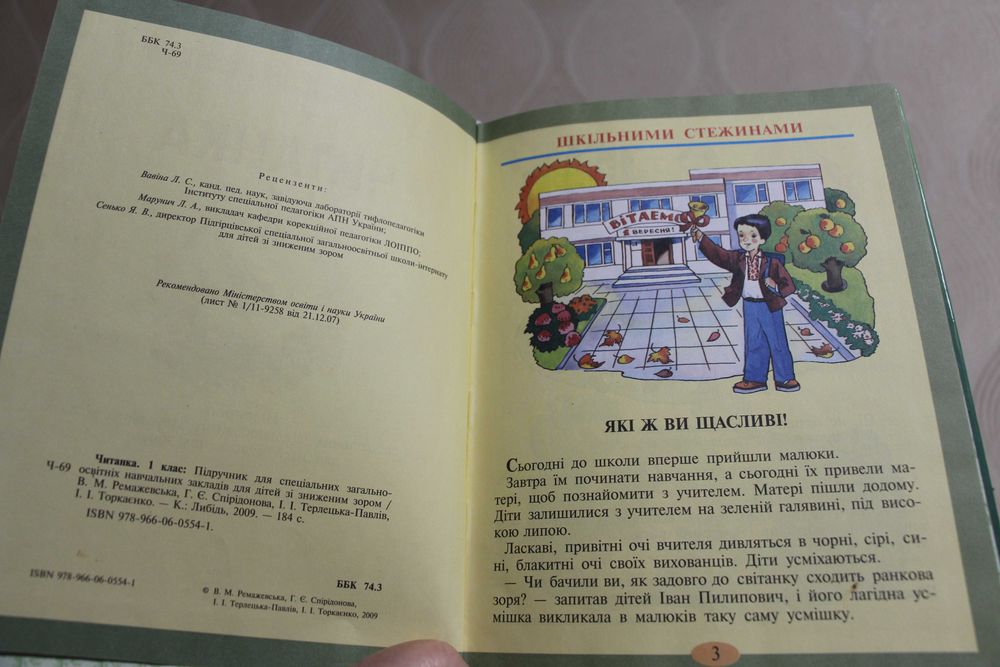 ББК 74.3
Ч-69
Рецензенти:
Вавіна Л. С., канд. пед. наук, завідуюча лабораторії тифлопедагогіки
Інституту спеціальної педагогіки АПН України;
Марунич Л. А., викладач кафедри корекційної педагогіки ЛОІППО;
Сенько Я. В., директор Підгірцівської спеціальної загальноосвітньої школи-інтернату
для дітей зі зниженим зором
Рекомендовано Міністерством освіти і науки України
(лист № 1/11-9258 від 21.12.07)
Читанка. 1 клас: Підручник для спеціальних загально-
Ч-69 освітніх навчальних закладів для дітей зі зниженим зором /
В. М. Ремажевська, Г. Є. Спірідонова, І. І. Терлецька-Павлів,
І. І. Торкаєнко. — К.: Либідь, 2009. — 184 с.
ISBN 978-966-06-0554-1.
ББК 74.3
ISBN 978-966-06-0554-1
© В. М. Ремажевська, Г. Є. Спірідонова,
І. І. Терлецька-Павлів, І. І. Торкаєнко, 2009
ШКІЛЬНИМИ СТЕЖИНАМИ
ВІТАЄМО
1 ВЕРЕСНЯ!
ЯКІ Ж ВИ ЩАСЛИВІ!
Сьогодні до школи вперше прийшли малюки.
Завтра їм починати навчання, а сьогодні їх привели ма-
тері, щоб познайомити з учителем. Матері пішли додому.
Діти залишилися з учителем на зеленій галявині, під висо-
кою липою.
Ласкаві, привітні очі вчителя дивляться в чорні, сірі, си-
ні, блакитні очі своїх вихованців. Діти усміхаються.
— Чи бачили ви, як задовго до світанку сходить ранкова
зоря? — запитав дітей Іван Пилипович, і його лагідна ус-
мішка викликала в малюків таку саму усмішку.
3